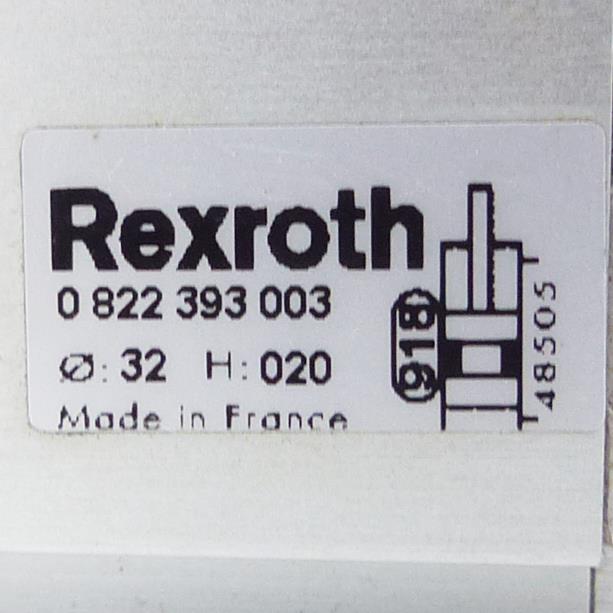 Rexroth
0 822 393 003
Ø: 32 H: 020
Made in France
918
48505